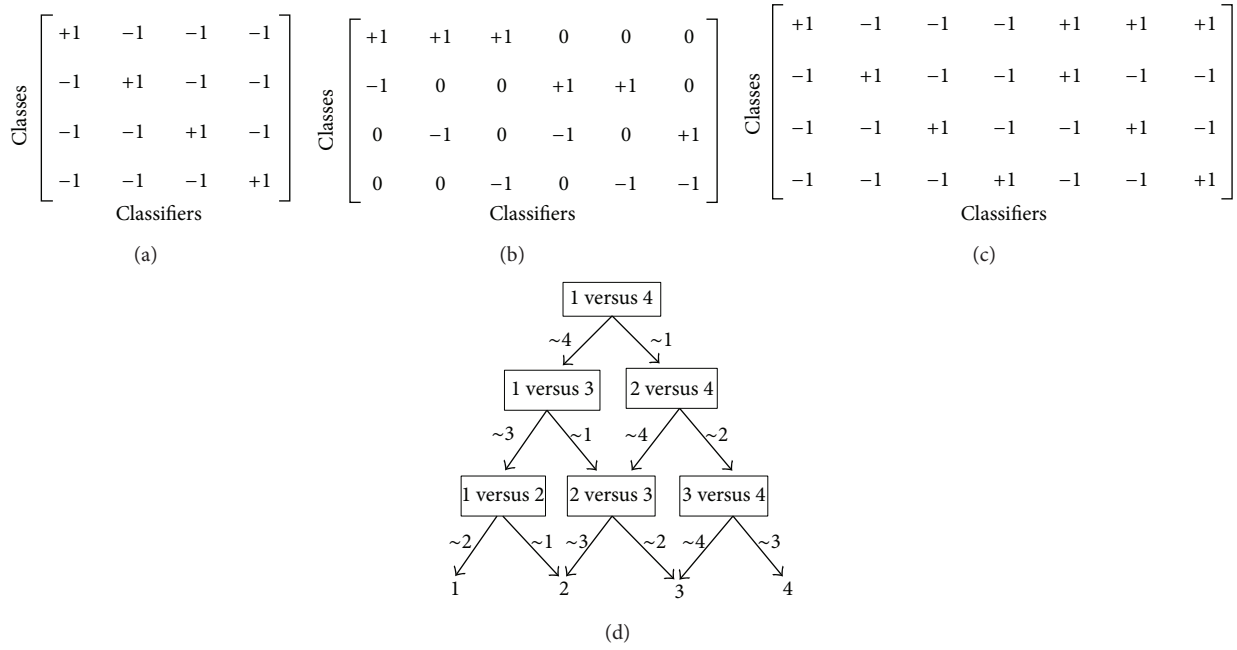 +1 −1 −1 −1
−1 +1 −1 −1
−1 −1 +1 −1
−1 −1 −1 +1
Classes
Classifiers
(a)
+1 +1 +1 0 0 0
−1 0 0 +1 +1 0
0 −1 0 −1 0 +1
0 0 −1 0 −1 −1
Classes
Classifiers
(b)
+1 −1 −1 −1 +1 +1 +1
−1 +1 −1 −1 +1 −1 −1
−1 −1 +1 −1 −1 +1 −1
−1 −1 −1 +1 −1 −1 +1
Classes
Classifiers
(c)
1 versus 4
~4 ~1
1 versus 3 2 versus 4
~3 ~1 ~4 ~2
1 versus 2 2 versus 3 3 versus 4
~2 ~1 ~3 ~2 ~4 ~3
1 2 3 4
(d)